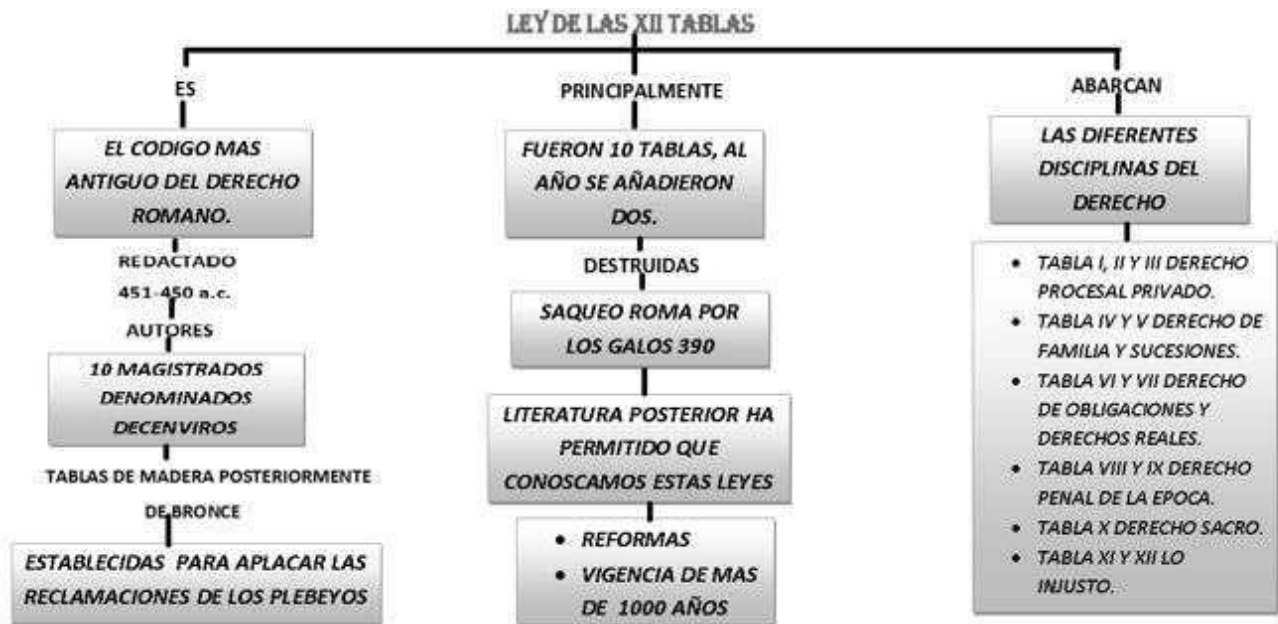 LEY DE LAS XII TABLAS
ES
EL CODIGO MAS
ANTIGUO DEL DERECHO
ROMANO.
REDACTADO
451-450 a.c.
AUTORES
10 MAGISTRADOS
DENOMINADOS
DECENVIROS
TABLAS DE MADERA POSTERIORMENTE
DE BRONCE
ESTABLECIDAS PARA APLACAR LAS
RECLAMACIONES DE LOS PLEBEYOS
PRINCIPALMENTE
FUERON 10 TABLAS, AL
AÑO SE AÑADIERON
DOS.
DESTRUIDAS
SAQUEO ROMA POR
LOS GALOS 390
LITERATURA POSTERIOR HA
PERMITIDO QUE
CONOSCAMOS ESTAS LEYES
• REFORMAS
• VIGENCIA DE MAS
DE 1000 AÑOS
ABARCAN
LAS DIFERENTES
DISCIPLINAS DEL
DERECHO
• TABLA I, II Y III DERECHO
PROCESAL PRIVADO.
• TABLA IV Y V DERECHO DE
FAMILIA Y SUCESIONES.
• TABLA VI Y VII DERECHO
DE OBLIGACIONES Y
DERECHOS REALES.
• TABLA VIII Y IX DERECHO
PENAL DE LA EPOCA.
• TABLA X DERECHO SACRO.
• TABLA XI Y XII LO
INJUSTO.